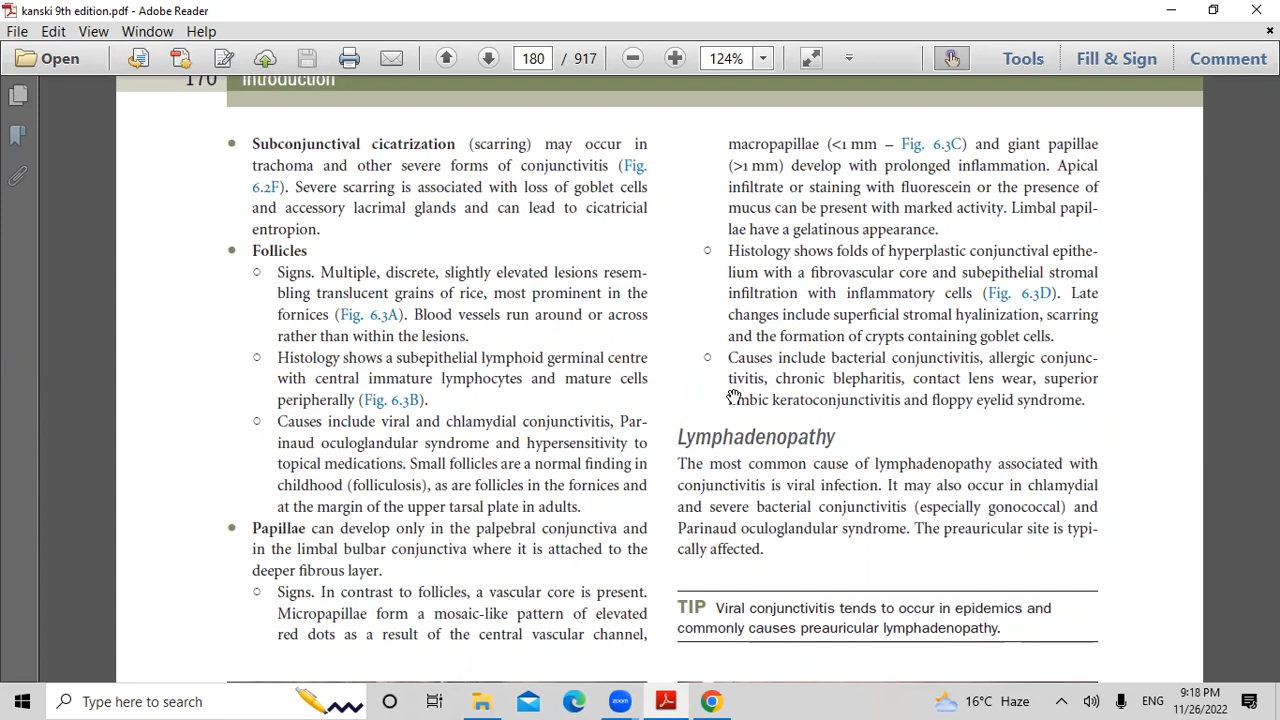 kanski 9th edition.pdf - Adobe Reader
File Edit View Window Help
Open 180 / 917 124% Tools Fill & Sign Comment
170 Introduction
• Subconjunctival cicatrization (scarring) may occur in
trachoma and other severe forms of conjunctivitis (Fig.
6.2F). Severe scarring is associated with loss of goblet cells
and accessory lacrimal glands and can lead to cicatricial
entropion.
• Follicles
○ Signs. Multiple, discrete, slightly elevated lesions resem-
bling translucent grains of rice, most prominent in the
fornices (Fig. 6.3A). Blood vessels run around or across
rather than within the lesions.
○ Histology shows a subepithelial lymphoid germinal centre
with central immature lymphocytes and mature cells
peripherally (Fig. 6.3B).
○ Causes include viral and chlamydial conjunctivitis, Par-
inaud oculoglandular syndrome and hypersensitivity to
topical medications. Small follicles are a normal finding in
childhood (folliculosis), as are follicles in the fornices and
at the margin of the upper tarsal plate in adults.
• Papillae can develop only in the palpebral conjunctiva and
in the limbal bulbar conjunctiva where it is attached to the
deeper fibrous layer.
○ Signs. In contrast to follicles, a vascular core is present.
Micropapillae form a mosaic-like pattern of elevated
red dots as a result of the central vascular channel,
macropapillae (<1 mm – Fig. 6.3C) and giant papillae
(>1 mm) develop with prolonged inflammation. Apical
infiltrate or staining with fluorescein or the presence of
mucus can be present with marked activity. Limbal papil-
lae have a gelatinous appearance.
○ Histology shows folds of hyperplastic conjunctival epithe-
lium with a fibrovascular core and subepithelial stromal
infiltration with inflammatory cells (Fig. 6.3D). Late
changes include superficial stromal hyalinization, scarring
and the formation of crypts containing goblet cells.
○ Causes include bacterial conjunctivitis, allergic conjunc-
tivitis, chronic blepharitis, contact lens wear, superior
limbic keratoconjunctivitis and floppy eyelid syndrome.
Lymphadenopathy
The most common cause of lymphadenopathy associated with
conjunctivitis is viral infection. It may also occur in chlamydial
and severe bacterial conjunctivitis (especially gonococcal) and
Parinaud oculoglandular syndrome. The preauricular site is typi-
cally affected.
TIP Viral conjunctivitis tends to occur in epidemics and
commonly causes preauricular lymphadenopathy.
Type here to search zoom 16°C Haze ENG 9:18 PM
11/26/2022